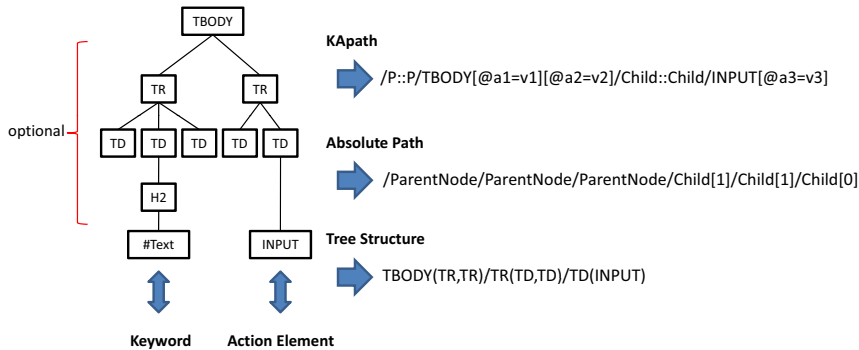 TBODY
KApath
/P::P/TBODY[@a1=v1][@a2=v2]/Child::Child/INPUT[@a3=v3]
TR TR
optional
TD TD TD TD TD
Absolute Path
/ParentNode/ParentNode/ParentNode/Child[1]/Child[1]/Child[0]
H2
#Text INPUT
Tree Structure
TBODY(TR,TR)/TR(TD,TD)/TD(INPUT)
Keyword Action Element